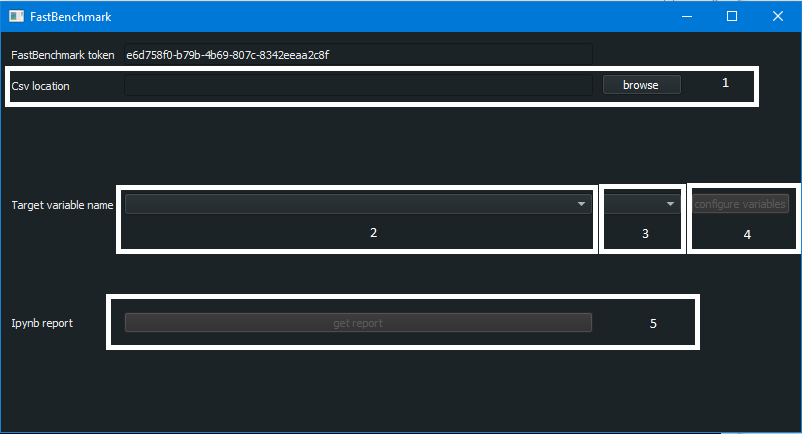 FastBenchmark
FastBenchmark token e6d758f0-b79b-4b69-807c-8342eeaa2c8f
Csv location browse 1
Target variable name configure variables
2 3 4
Ipynb report get report 5